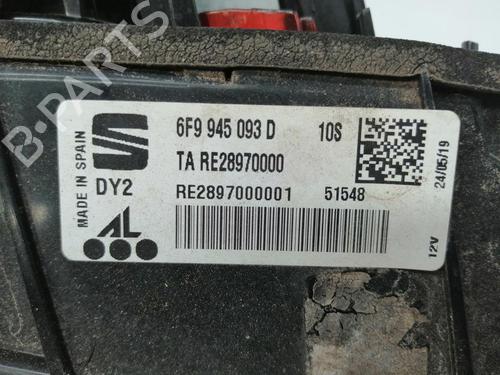 MADE IN SPAIN
DY2
AL
6F9 945 093 D 10S
TA RE28970000
RE2897000001 51548
24/05/19
12V
B-PARTS